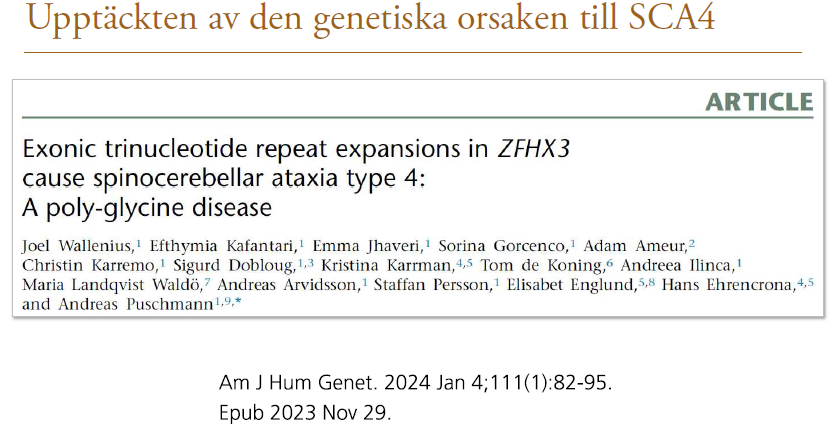 Upptäckten av den genetiska orsaken till SCA4
ARTICLE
Exonic trinucleotide repeat expansions in ZFHX3
cause spinocerebellar ataxia type 4:
A poly-glycine disease
Joel Wallenius,1 Efthymia Kafantari,1 Emma Jhaveri,1 Sorina Gorcenco,1 Adam Ameur,2
Christin Karremo,1 Sigurd Dobloug,1,3 Kristina Karrman,4,5 Tom de Koning,6 Andreea Ilinca,1
Maria Landqvist Waldö,7 Andreas Arvidsson,1 Staffan Persson,1 Elisabet Englund,5,8 Hans Ehrencrona,4,5
and Andreas Puschmann1,9,*
Am J Hum Genet. 2024 Jan 4;111(1):82-95.
Epub 2023 Nov 29.